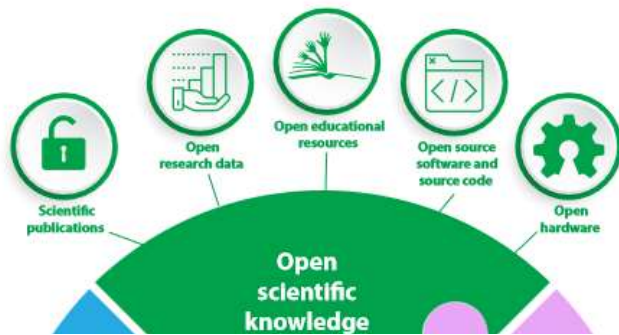 Scientific
publications
Open
research data
Open educational
resources
Open source
software and
source code
</>
Open
hardware
Open
scientific
knowledge